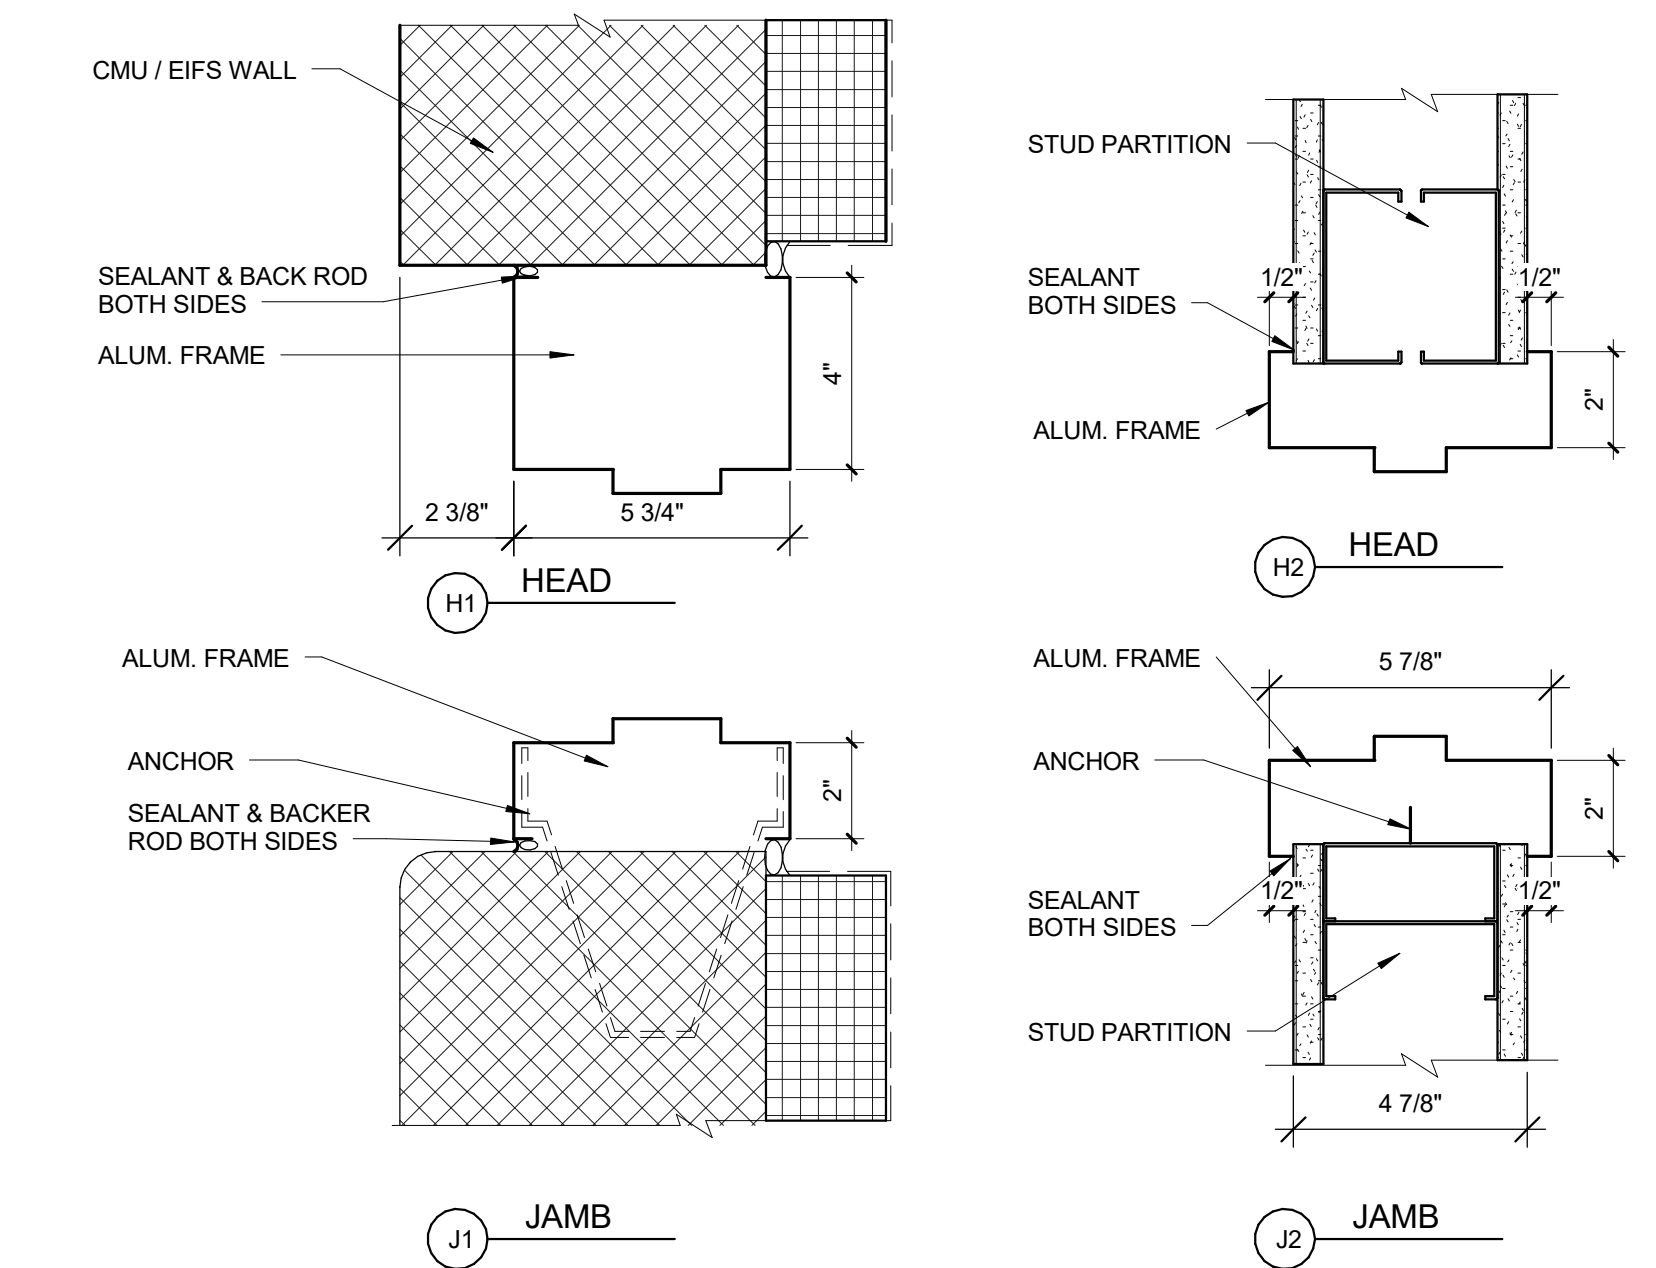 CMU / EIFS WALL
SEALANT & BACK ROD
BOTH SIDES
ALUM. FRAME
4"
2 3/8"
5 3/4"
H1
HEAD
STUD PARTITION
SEALANT
BOTH SIDES
1/2"
1/2"
ALUM. FRAME
2"
H2
HEAD
ALUM. FRAME
ANCHOR
SEALANT & BACKER
ROD BOTH SIDES
2"
J1
JAMB
ALUM. FRAME
5 7/8"
ANCHOR
2"
SEALANT
BOTH SIDES
1/2"
1/2"
STUD PARTITION
4 7/8"
J2
JAMB